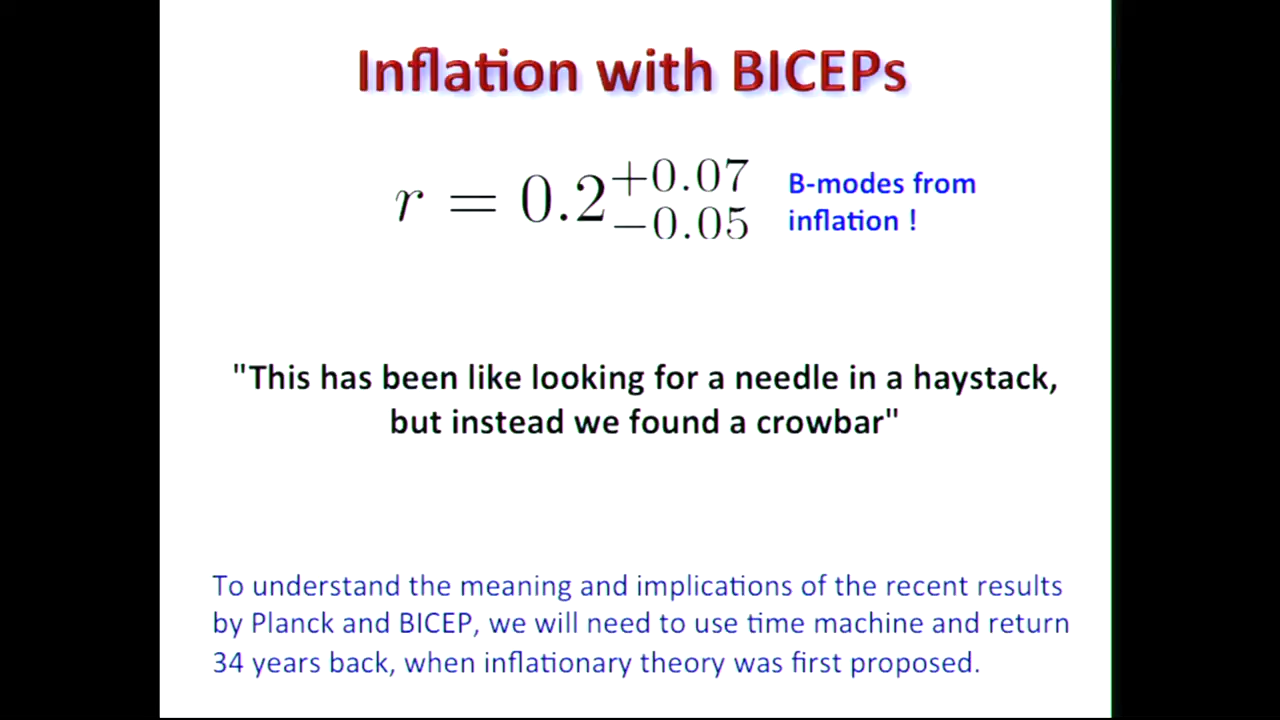 Inflation with BICEPs
r = 0.2^{+0.07}_{-0.05}
B-modes from
inflation !
"This has been like looking for a needle in a haystack,
but instead we found a crowbar"
To understand the meaning and implications of the recent results
by Planck and BICEP, we will need to use time machine and return
34 years back, when inflationary theory was first proposed.